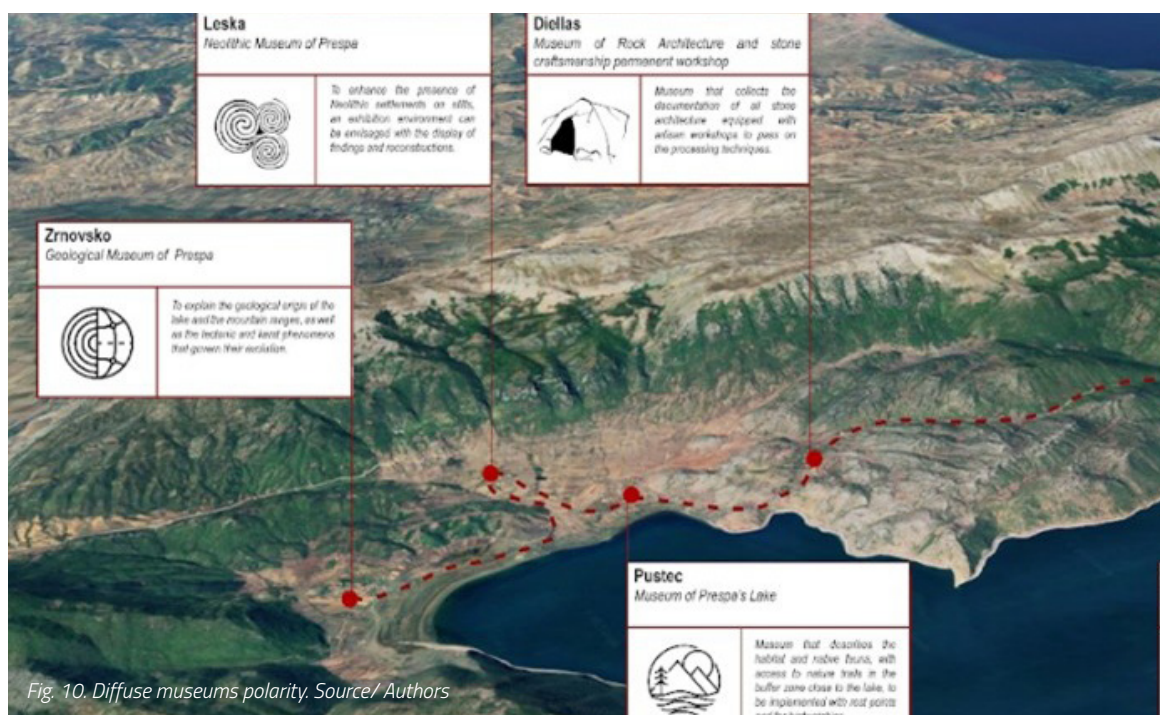 Leska
Neolithic Museum of Prespa
To enhance the presence of
Neolithic settlements on stilts,
an exhibition environment can
be envisaged with the display of
findings and reconstructions.
Diellas
Museum of Rock Architecture and stone
craftsmanship permanent workshop
Museum that collects the
documentation of all stone
architecture equipped with
artisan workshops to pass on
the processing techniques.
Zrnovsko
Geological Museum of Prespa
To explain the geological origin of the
lake and the mountain ranges, as well
as the tectonic and karst phenomena
that govern their evolution.
Pustec
Museum of Prespa's Lake
Museum that describes the
habitat and native fauna, with
access to nature trails in the
buffer zone close to the lake, to
be implemented with rest points
and for birdwatching.
Fig. 10. Diffuse museums polarity. Source/ Authors